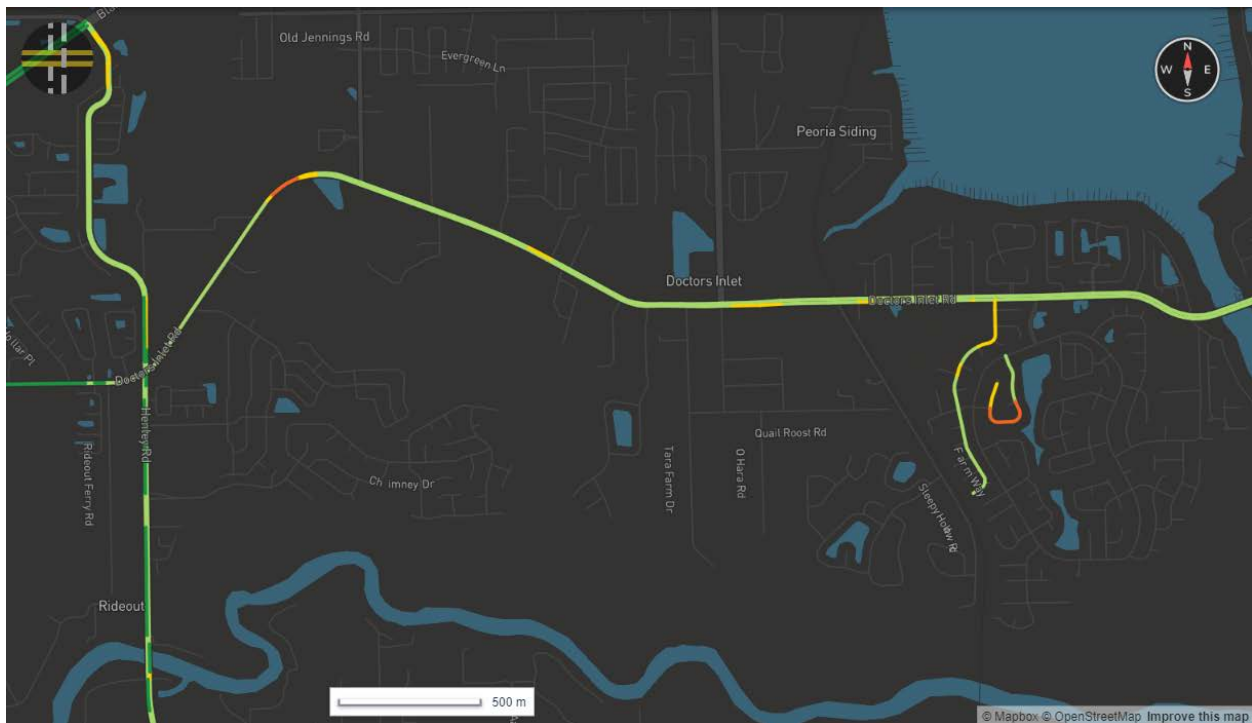 Old Jennings Rd
Evergreen Ln
N
W E
S
Peoria Siding
Doctors Inlet
Doctors Inlet Rd
Doctors Inlet Rd
Henley Rd
Rideout Ferry Rd
Quail Roost Rd
Chimney Dr
Tara Farm Dr
O Hara Rd
Farm Way
Sleepy Hollow R
Rideout
500 m
© Mapbox © OpenStreetMap Improve this map